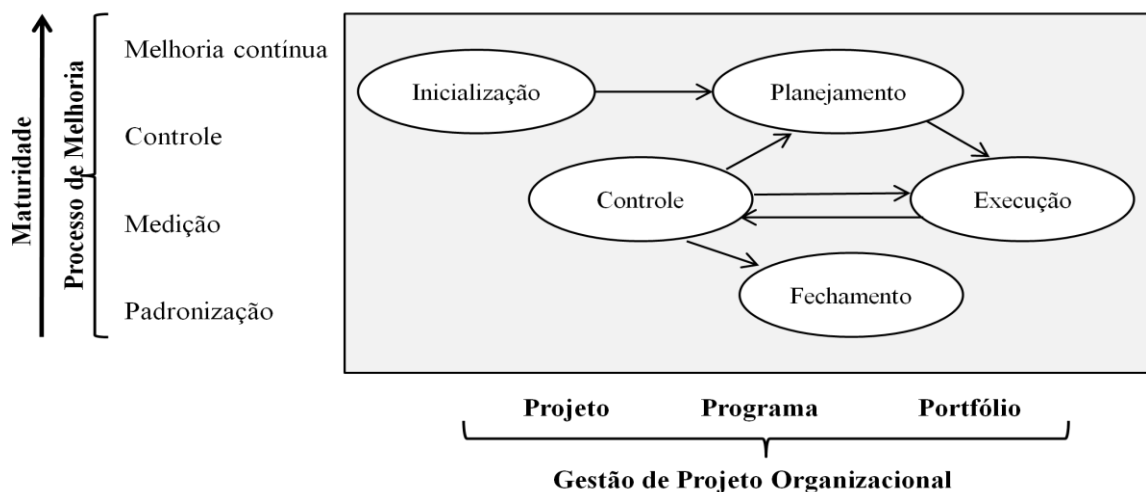 Maturidade
Processo de Melhoria
Melhoria contínua
Controle
Medição
Padronização
Inicialização
Planejamento
Controle
Execução
Fechamento
Projeto
Programa
Portfólio
Gestão de Projeto Organizacional